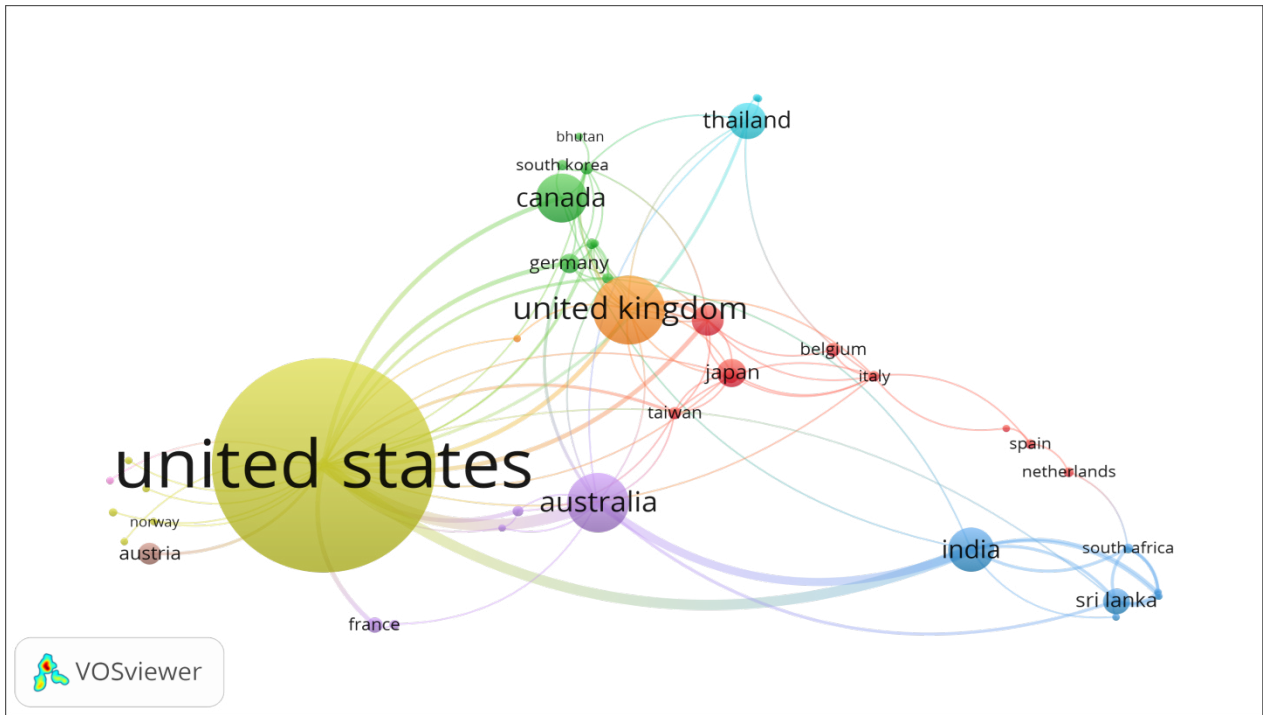 thailand
bhutan
south korea
canada
germany
united kingdom
belgium
japan
italy
taiwan
spain
united states
netherlands
australia
norway
india
south africa
austria
sri lanka
france
VOSviewer